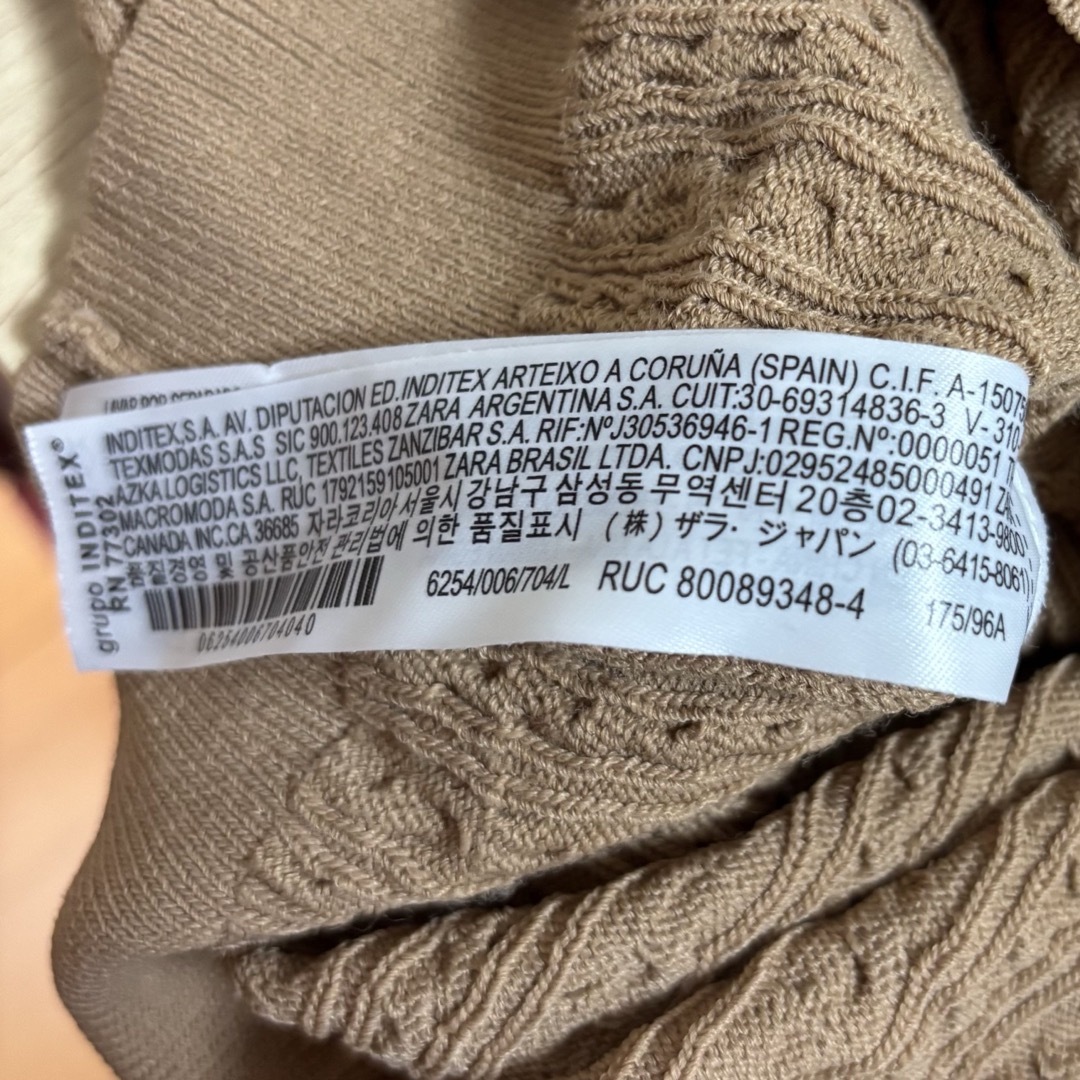 LAVAR POR SEPARADO
grupo INDITEX®
RN 77302
INDITEX,S.A. AV. DIPUTACION ED. INDITEX ARTEIXO A CORUÑA (SPAIN) C.I.F. A-15075
TEXMODAS S.A.S SIC 900.123.408 ZARA ARGENTINA S.A. CUIT:30-69314836-3 V-310
AZKA LOGISTICS LLC, TEXTILES ZANZIBAR S.A. RIF:NºJ30536946-1 REG.Nº:0000051
MACROMODA S.A. RUC 1792159105001 ZARA BRASIL LTDA. CNPJ:02952485000491
CANADA INC.CA 36685 자라코리아 서울시 강남구 삼성동 무역센터 20층 02-3413-9800
품질경영 및 공산품안전 관리법에 의한 품질표시 (株) ザラ・ジャパン (03-6415-8061)
6254/006/704/L RUC 80089348-4 175/96A
06254006704040